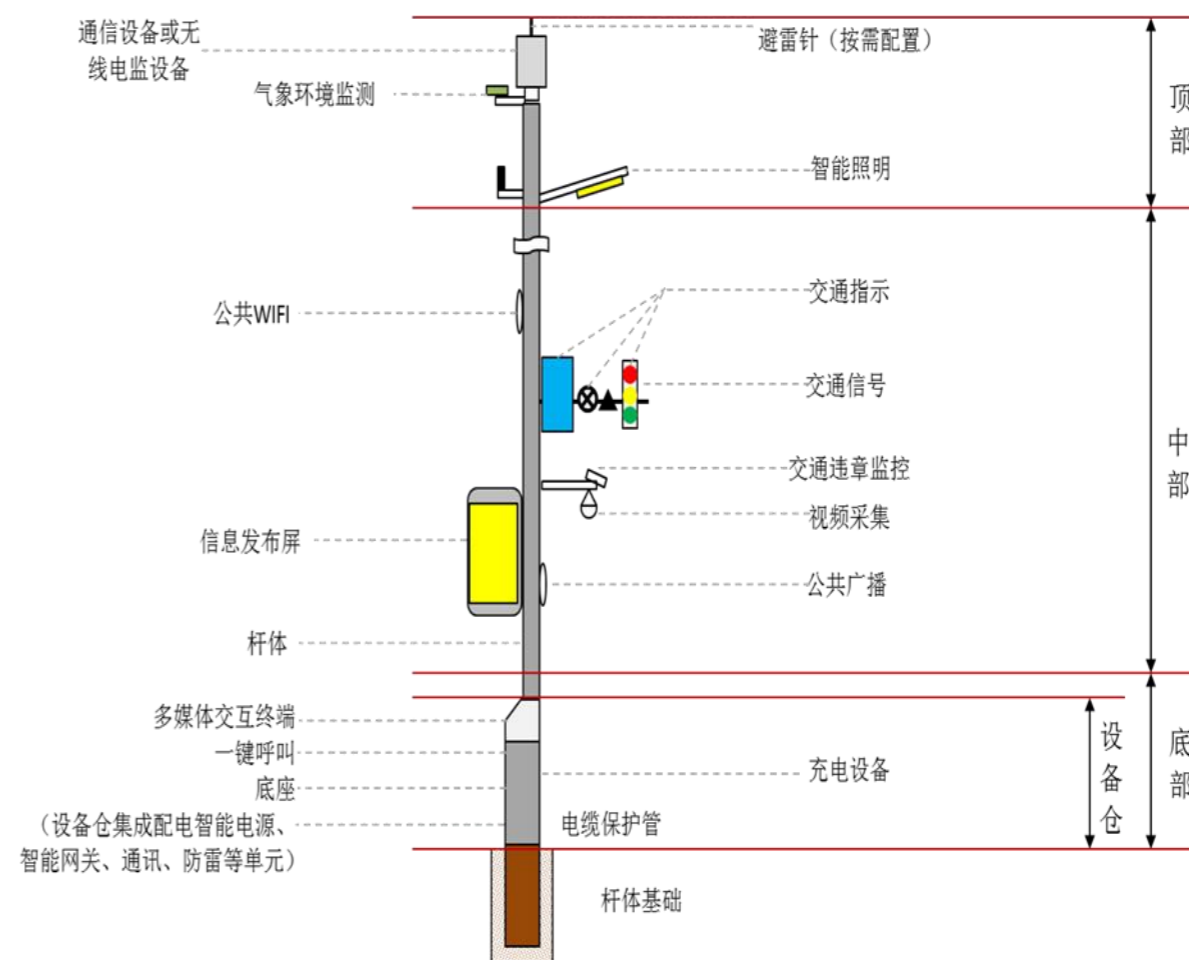 通信设备或无
线电监设备
避雷针（按需配置）
气象环境监测
顶
部
智能照明
公共WIFI
交通指示
交通信号
中
部
交通违章监控
视频采集
信息发布屏
公共广播
杆体
多媒体交互终端
一键呼叫
底座
（设备仓集成配电智能电源、
智能网关、通讯、防雷等单元）
充电设备
电缆保护管
设
备
仓
底
部
杆体基础